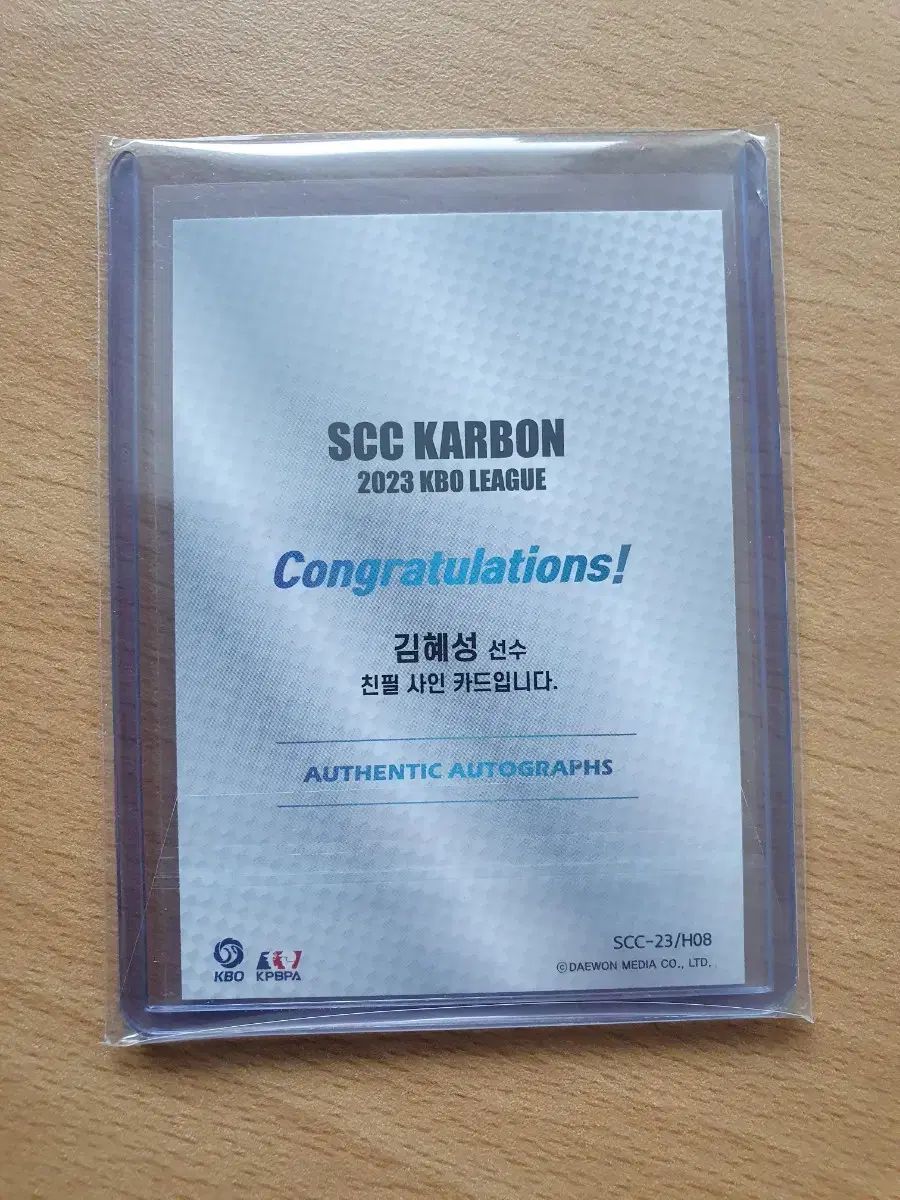 SCC KARBON
2023 KBO LEAGUE
Congratulations!
김혜성 선수
친필 사인 카드입니다.
AUTHENTIC AUTOGRAPHS
SCC-23/H08
KBO KPBPA
©DAEWON MEDIA CO., LTD.